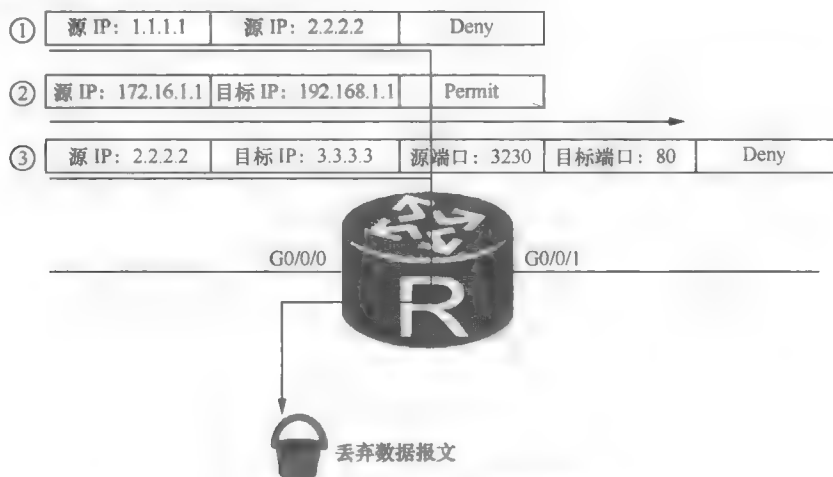 ① 源 IP：1.1.1.1 源 IP：2.2.2.2 Deny
② 源 IP：172.16.1.1 目标 IP：192.168.1.1 Permit
③ 源 IP：2.2.2.2 目标 IP：3.3.3.3 源端口：3230 目标端口：80 Deny
G0/0/0 G0/0/1
R
丢弃数据报文